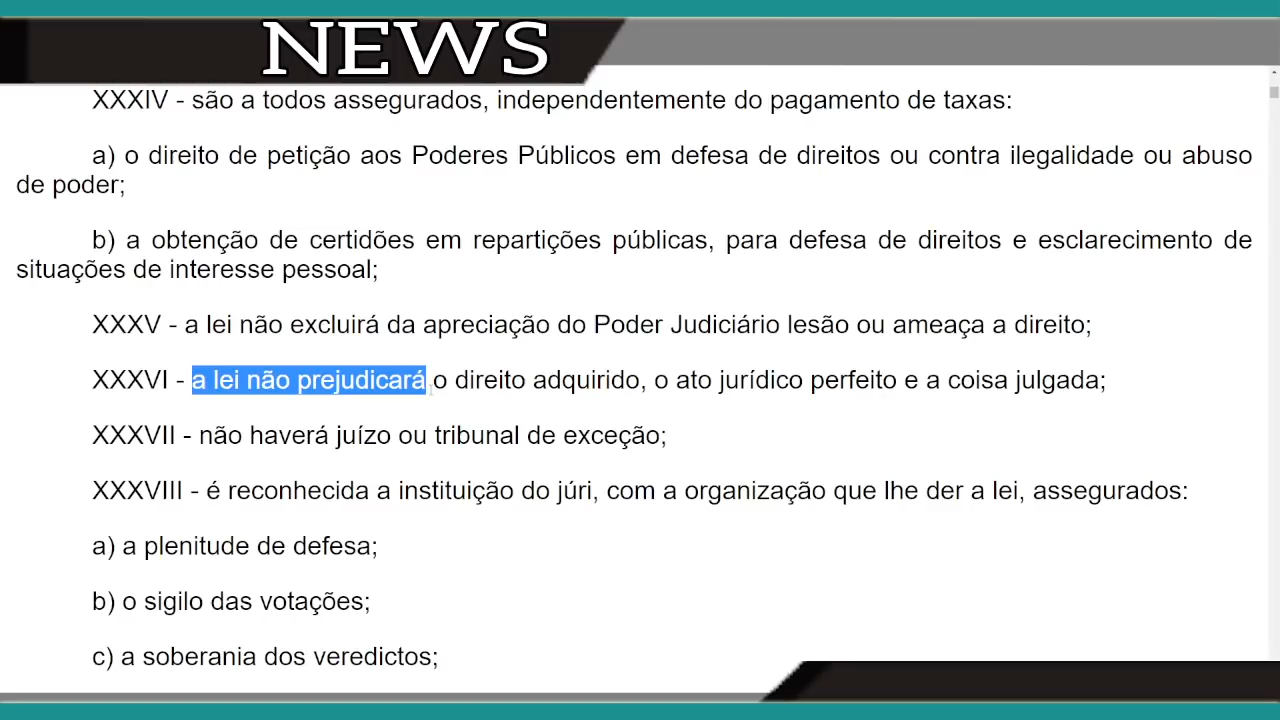 NEWS
XXXIV - são a todos assegurados, independentemente do pagamento de taxas:
a) o direito de petição aos Poderes Públicos em defesa de direitos ou contra ilegalidade ou abuso
de poder;
b) a obtenção de certidões em repartições públicas, para defesa de direitos e esclarecimento de
situações de interesse pessoal;
XXXV - a lei não excluirá da apreciação do Poder Judiciário lesão ou ameaça a direito;
XXXVI - a lei não prejudicará o direito adquirido, o ato jurídico perfeito e a coisa julgada;
XXXVII - não haverá juízo ou tribunal de exceção;
XXXVIII - é reconhecida a instituição do júri, com a organização que lhe der a lei, assegurados:
a) a plenitude de defesa;
b) o sigilo das votações;
c) a soberania dos veredictos;